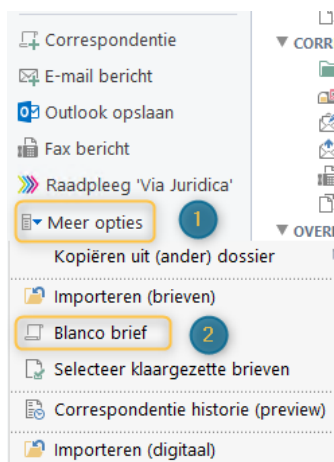 Correspondentie
CORR
E-mail bericht
Outlook opslaan
Fax bericht
Raadpleeg 'Via Juridica'
Meer opties
1
OVERI
Kopiëren uit (ander) dossier
Importeren (brieven)
Blanco brief
2
Selecteer klaargezette brieven
Correspondentie historie (preview)
Importeren (digitaal)